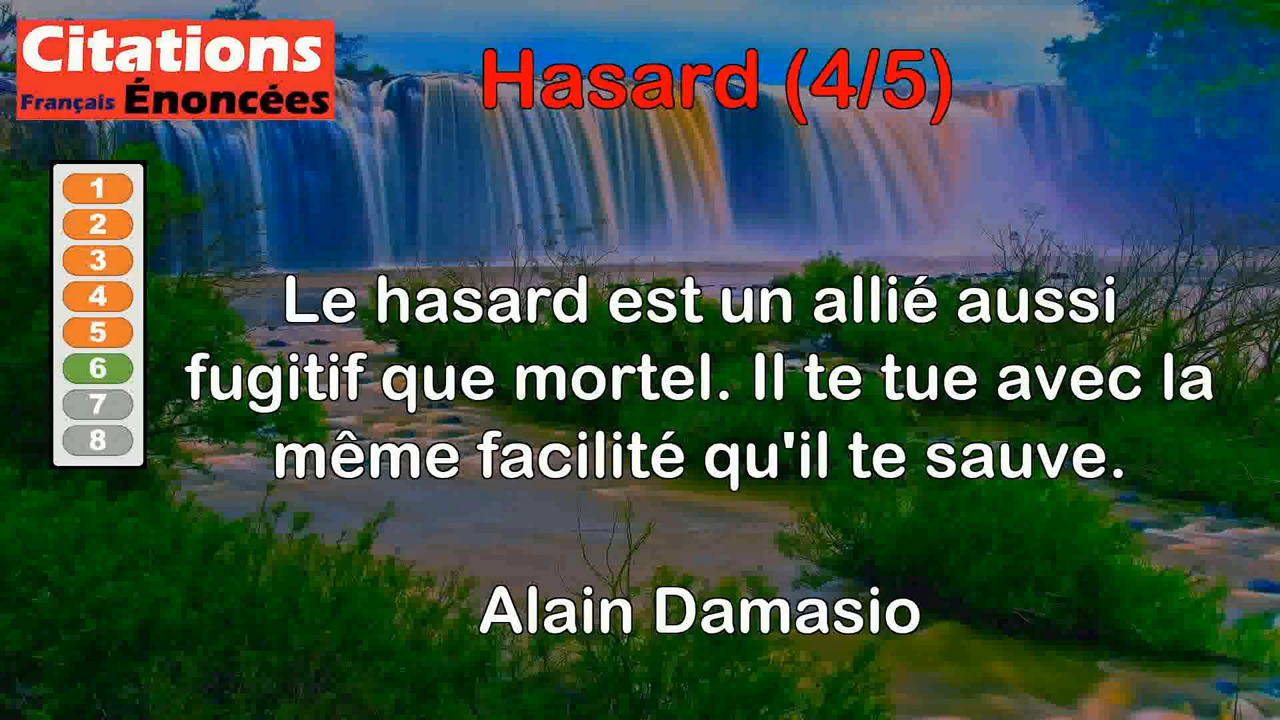 Citations
Français Énoncées
Hasard (4/5)
1
2
3
4
5
6
7
8
Le hasard est un allié aussi
fugitif que mortel. Il te tue avec la
même facilité qu'il te sauve.
Alain Damasio